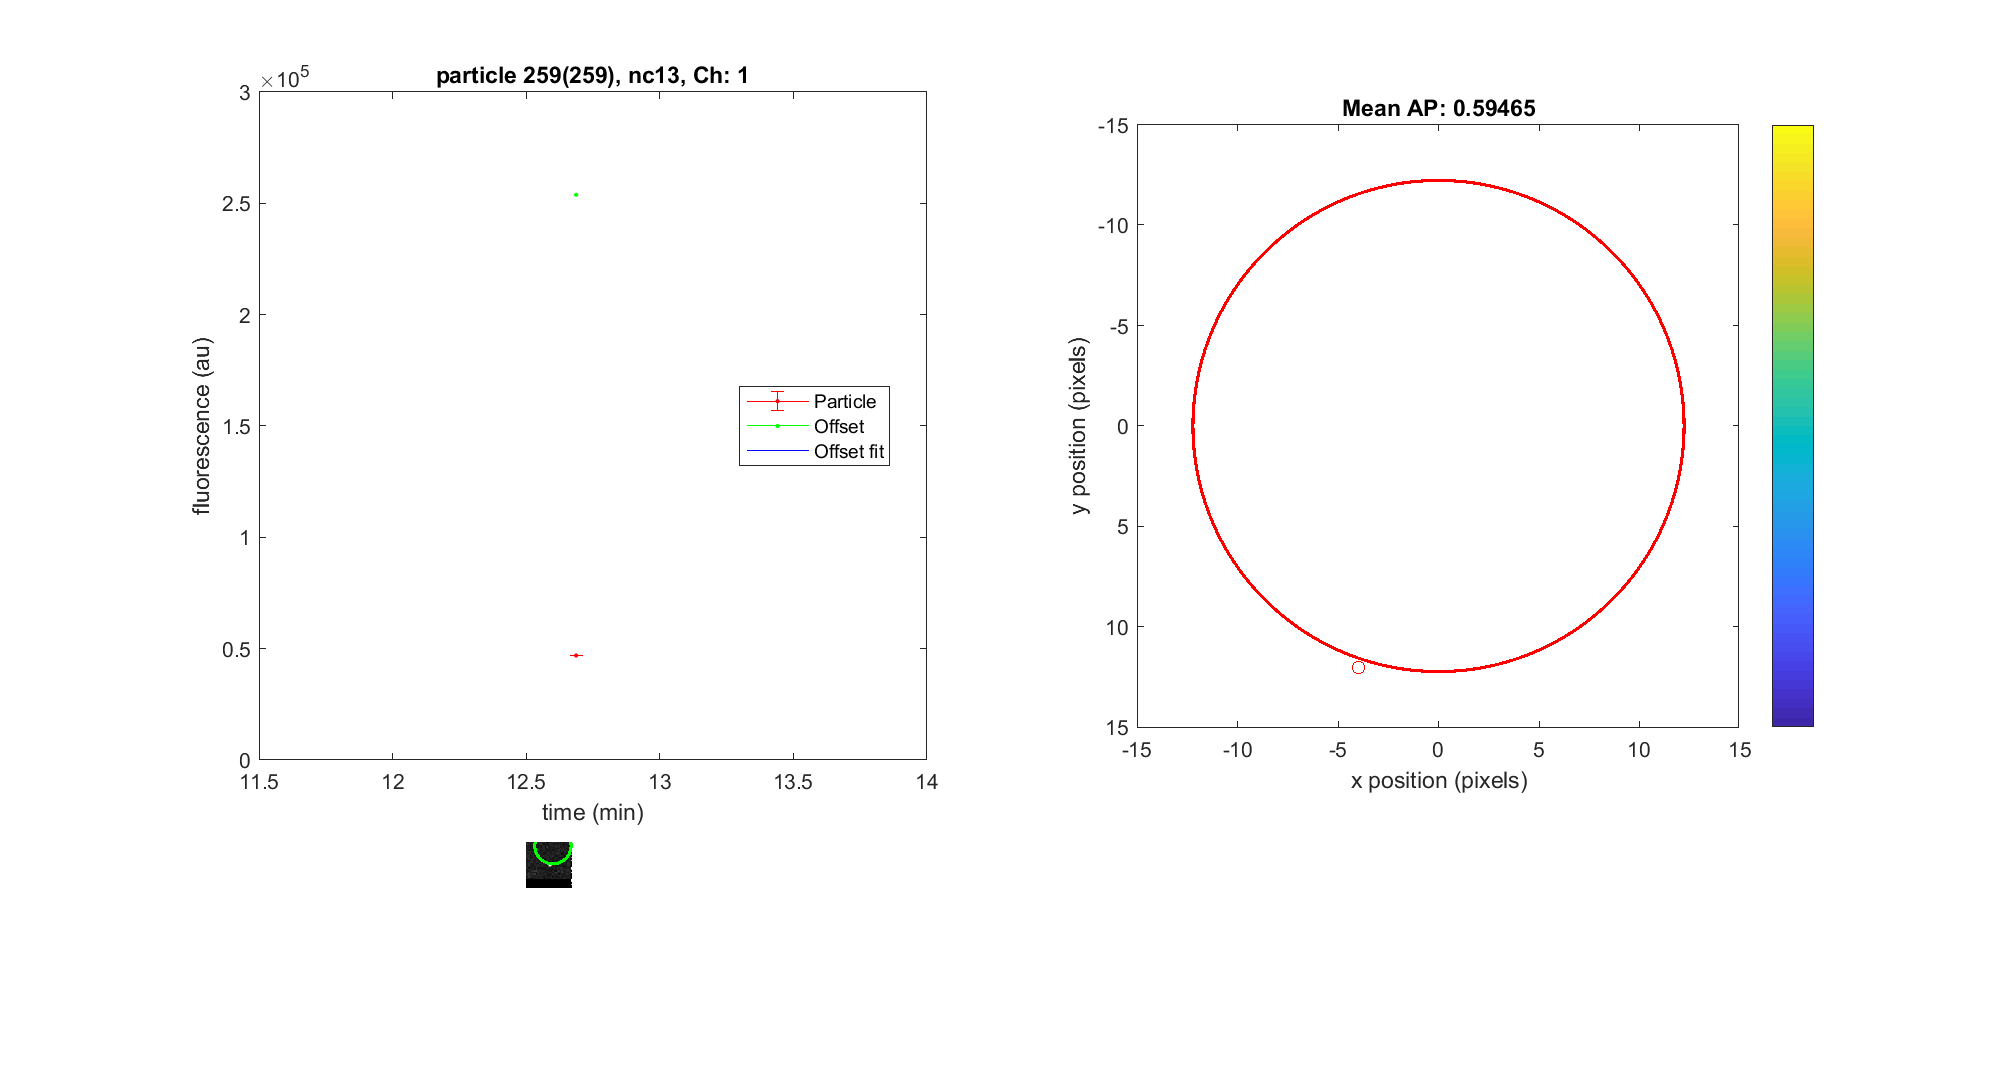 particle 259(259), nc13, Ch: 1
×10^5
3
2.5
2
1.5
1
0.5
0
fluorescence (au)
11.5 12 12.5 13 13.5 14
time (min)
Particle
Offset
Offset fit
Mean AP: 0.59465
-15
-10
-5
0
5
10
15
y position (pixels)
-15 -10 -5 0 5 10 15
x position (pixels)